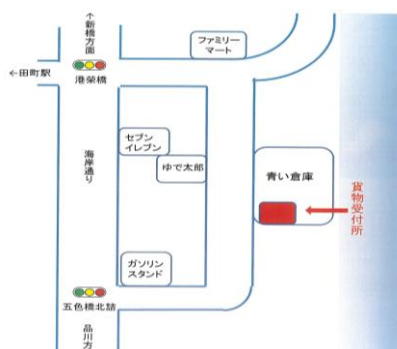 ↑新橋方面
ファミリー
マート
←田町駅
港栄橋
セブン
イレブン
ゆで太郎
海岸通り
青い倉庫
貨物受付所
ガソリン
スタンド
五色橋北詰
品川方